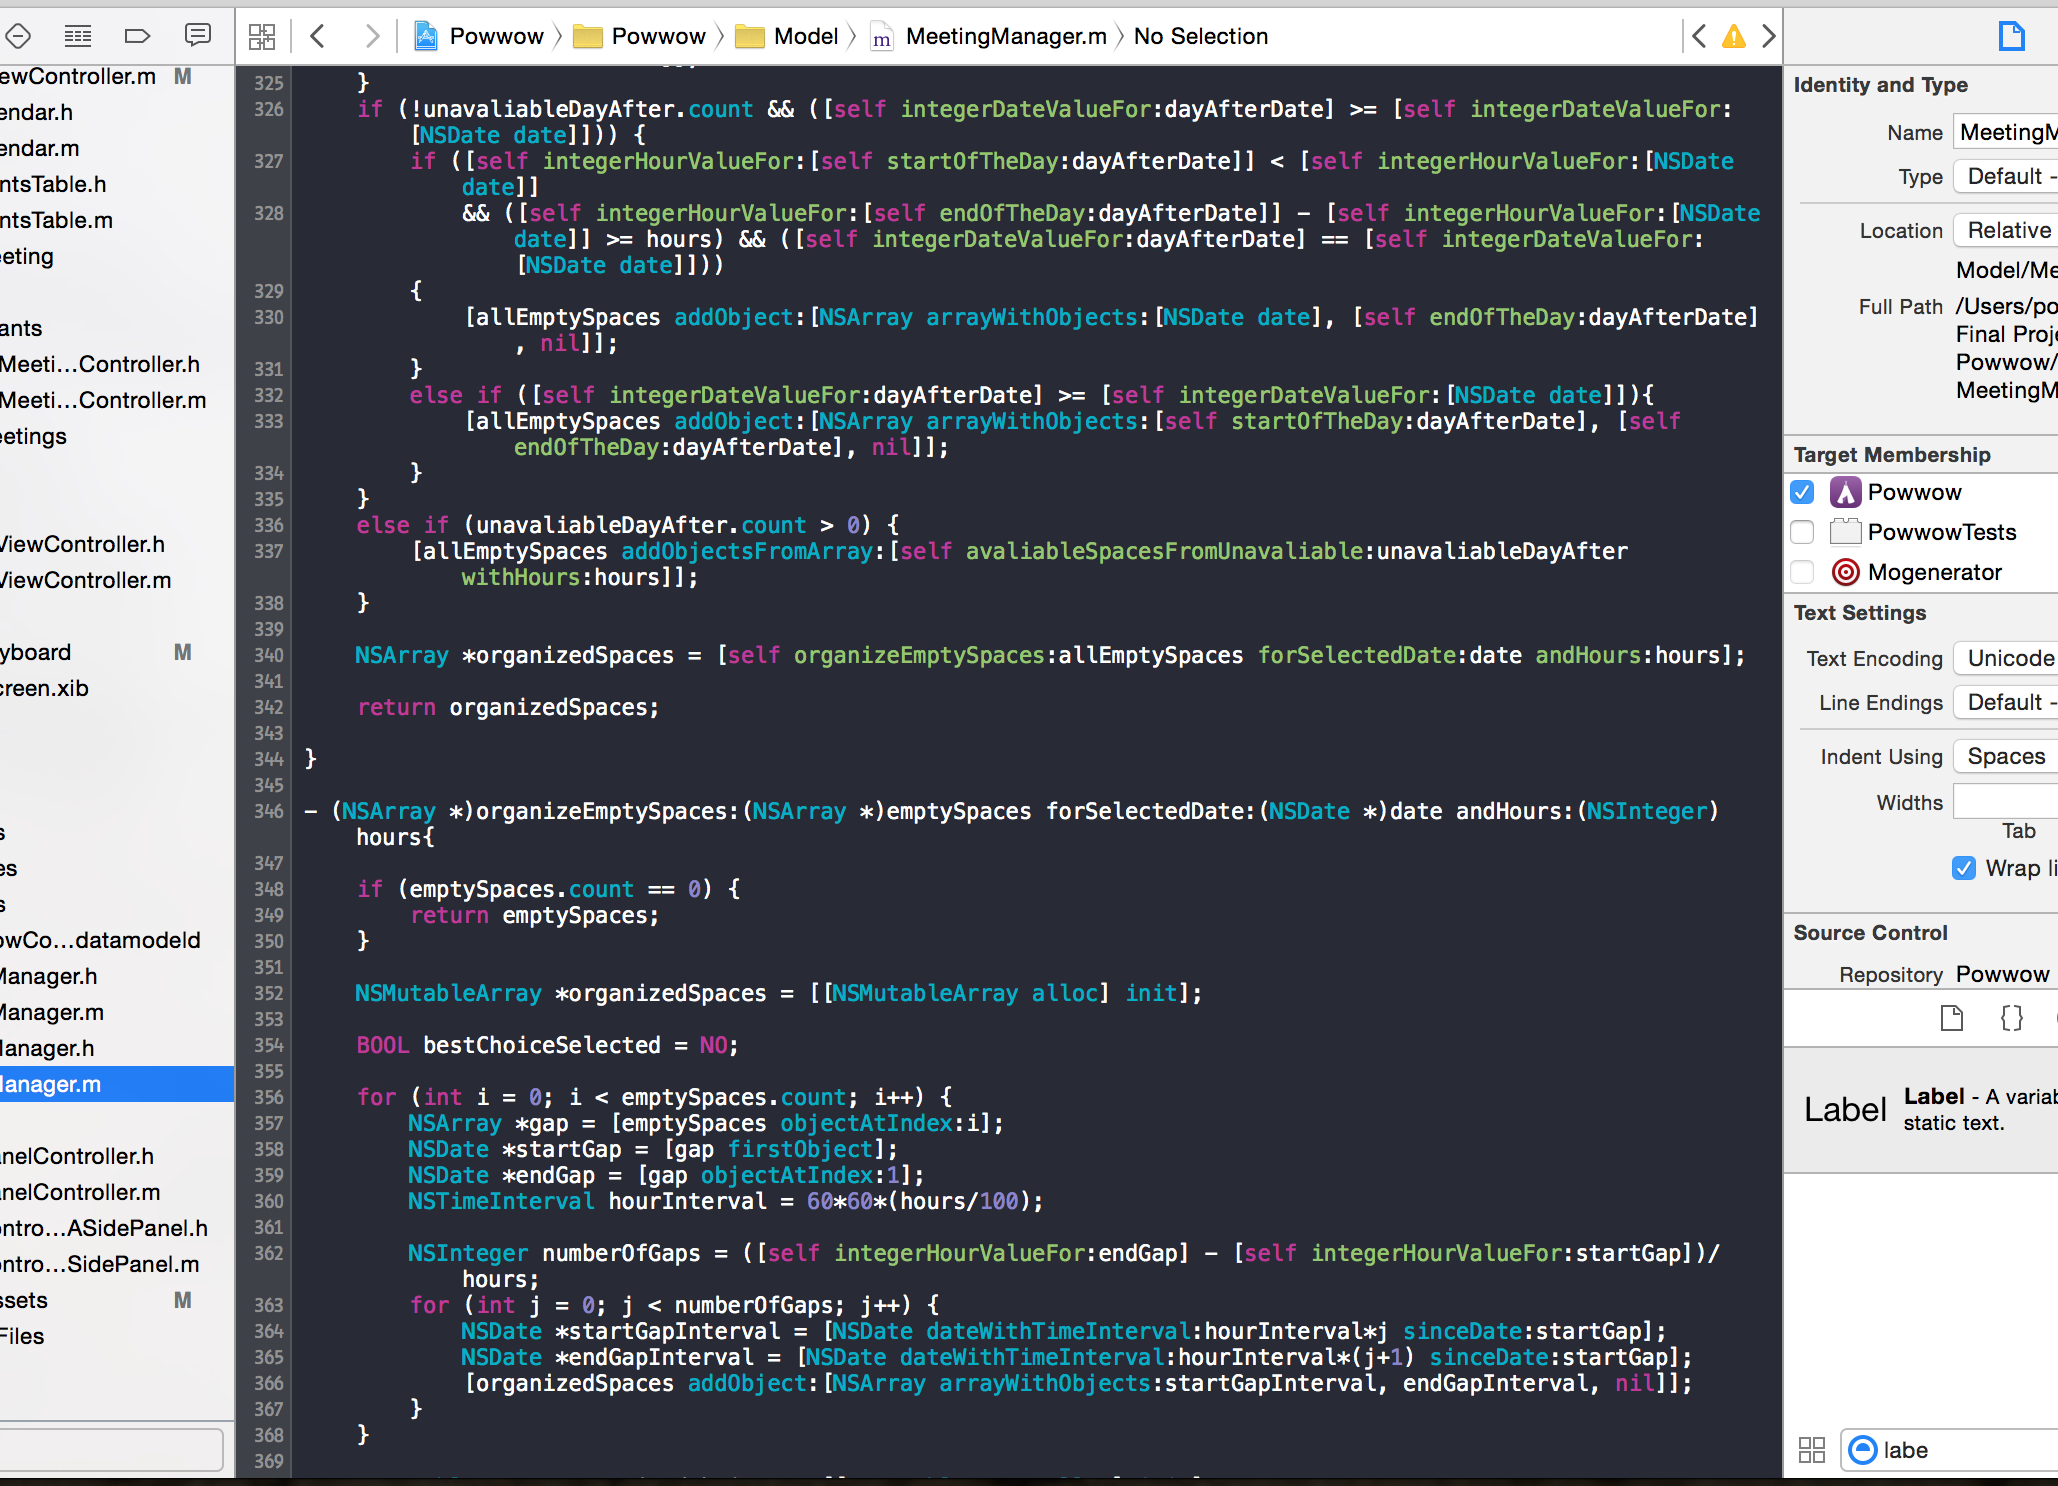 Powwow Powwow Model m MeetingManager.m No Selection
ewController.m M
endar.h
endar.m
ntsTable.h
ntsTable.m
eeting
ants
Meeti...Controller.h
Meeti...Controller.m
eetings
ViewController.h
ViewController.m
yboard M
creen.xib
s
es
s
owCo...datamodeld
Manager.h
Manager.m
Manager.h
Manager.m
nelController.h
nelController.m
ontro...ASidePanel.h
ontro...SidePanel.m
ssets M
Files
325 }
326 if (!unavaliableDayAfter.count && ([self integerDateValueFor:dayAfterDate] >= [self integerDateValueFor:
[NSDate date]])) {
327 if ([self integerHourValueFor:[self startOfTheDay:dayAfterDate]] < [self integerHourValueFor:[NSDate
date]]
328 && ([self integerHourValueFor:[self endOfTheDay:dayAfterDate]] - [self integerHourValueFor:[NSDate
date]] >= hours) && ([self integerDateValueFor:dayAfterDate] == [self integerDateValueFor:
[NSDate date]]))
329 {
330 [allEmptySpaces addObject:[NSArray arrayWithObjects:[NSDate date], [self endOfTheDay:dayAfterDate]
, nil]];
331 }
332 else if ([self integerDateValueFor:dayAfterDate] >= [self integerDateValueFor:[NSDate date]]){
333 [allEmptySpaces addObject:[NSArray arrayWithObjects:[self startOfTheDay:dayAfterDate], [self
endOfTheDay:dayAfterDate], nil]];
334 }
335 }
336 else if (unavaliableDayAfter.count > 0) {
337 [allEmptySpaces addObjectsFromArray:[self avaliableSpacesFromUnavaliable:unavaliableDayAfter
withHours:hours]];
338 }
339
340 NSArray *organizedSpaces = [self organizeEmptySpaces:allEmptySpaces forSelectedDate:date andHours:hours];
341
342 return organizedSpaces;
343
344 }
345
346 - (NSArray *)organizeEmptySpaces:(NSArray *)emptySpaces forSelectedDate:(NSDate *)date andHours:(NSInteger)
hours{
347
348 if (emptySpaces.count == 0) {
349 return emptySpaces;
350 }
351
352 NSMutableArray *organizedSpaces = [[NSMutableArray alloc] init];
353
354 BOOL bestChoiceSelected = NO;
355
356 for (int i = 0; i < emptySpaces.count; i++) {
357 NSArray *gap = [emptySpaces objectAtIndex:i];
358 NSDate *startGap = [gap firstObject];
359 NSDate *endGap = [gap objectAtIndex:1];
360 NSTimeInterval hourInterval = 60*60*(hours/100);
361
362 NSInteger numberOfGaps = ([self integerHourValueFor:endGap] - [self integerHourValueFor:startGap])/
hours;
363 for (int j = 0; j < numberOfGaps; j++) {
364 NSDate *startGapInterval = [NSDate dateWithTimeInterval:hourInterval*j sinceDate:startGap];
365 NSDate *endGapInterval = [NSDate dateWithTimeInterval:hourInterval*(j+1) sinceDate:startGap];
366 [organizedSpaces addObject:[NSArray arrayWithObjects:startGapInterval, endGapInterval, nil]];
367 }
368 }
369
Identity and Type
Name MeetingM
Type Default -
Location Relative
Model/Me
Full Path /Users/po
Final Proje
Powwow/
MeetingM
Target Membership
Powwow
PowwowTests
Mogenerator
Text Settings
Text Encoding Unicode
Line Endings Default -
Indent Using Spaces
Widths
Tab
Wrap li
Source Control
Repository Powwow
{}
Label Label - A variab
static text.
labe